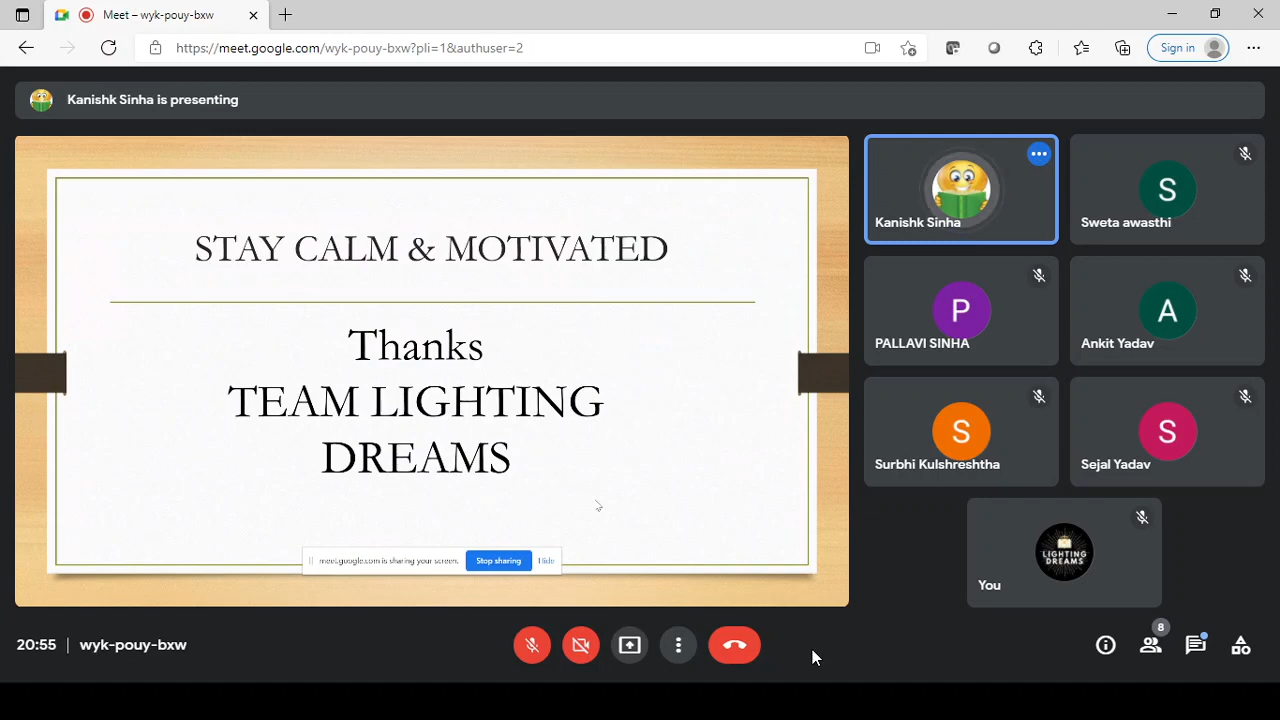 Meet – wyk-pouy-bxw
https://meet.google.com/wyk-pouy-bxw?pli=1&authuser=2
Sign in
Kanishk Sinha is presenting
STAY CALM & MOTIVATED
Thanks
TEAM LIGHTING
DREAMS
meet.google.com is sharing your screen.
Stop sharing
Hide
Kanishk Sinha
Sweta awasthi
S
PALLAVI SINHA
P
Ankit Yadav
A
Surbhi Kulshreshtha
S
Sejal Yadav
S
LIGHTING
DREAMS
You
20:55
wyk-pouy-bxw
8